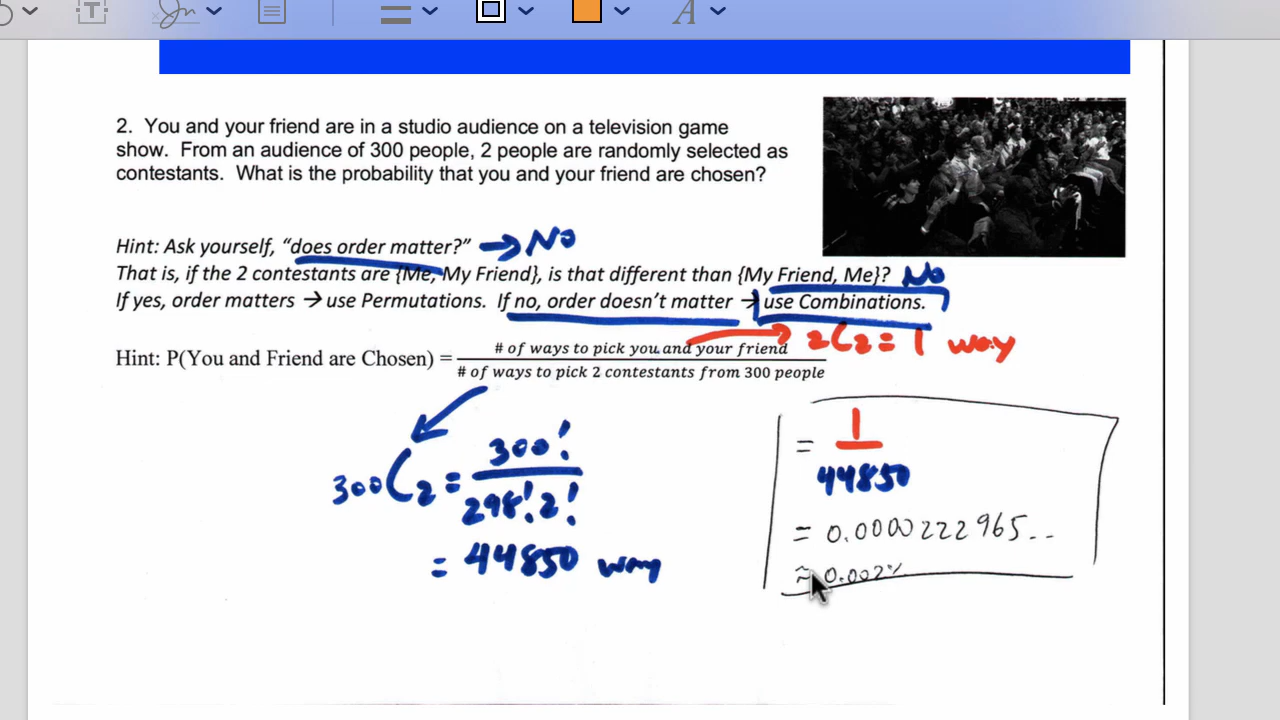 2. You and your friend are in a studio audience on a television game
show. From an audience of 300 people, 2 people are randomly selected as
contestants. What is the probability that you and your friend are chosen?
Hint: Ask yourself, “does order matter?” → No
That is, if the 2 contestants are {Me, My Friend}, is that different than {My Friend, Me}? No
If yes, order matters → use Permutations. If no, order doesn’t matter → use Combinations.
2C2 = 1 way
# of ways to pick you and your friend
Hint: P(You and Friend are Chosen) =
# of ways to pick 2 contestants from 300 people
300!
300C2 =
298! 2!
= 44850 way
1
=
44850
= 0.0000222965..
≈ 0.002%